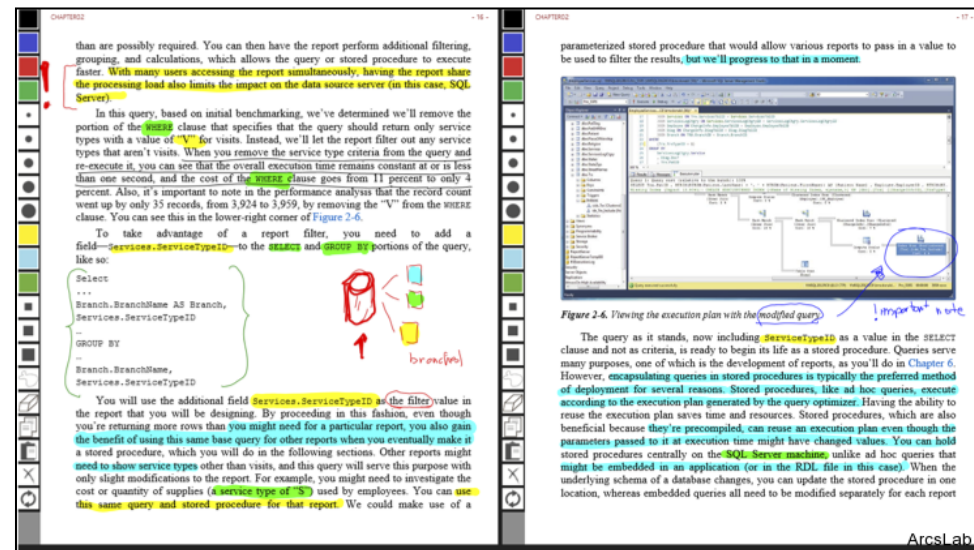 CHAPTER02
- 16 -
than are possibly required. You can then have the report perform additional filtering,
grouping, and calculations, which allows the query or stored procedure to execute
faster. With many users accessing the report simultaneously, having the report share
the processing load also limits the impact on the data source server (in this case, SQL
Server).
In this query, based on initial benchmarking, we've determined we'll remove the
portion of the WHERE clause that specifies that the query should return only service
types with a value of "V" for visits. Instead, we'll let the report filter out any service
types that aren't visits. When you remove the service type criteria from the query and
re-execute it, you can see that the overall execution time remains constant at or is less
than one second, and the cost of the WHERE clause goes from 11 percent to only 4
percent. Also, it's important to note in the performance analysis that the record count
went up by only 35 records, from 3,924 to 3,959, by removing the "V" from the WHERE
clause. You can see this in the lower-right corner of Figure 2-6.
To take advantage of a report filter, you need to add a
field—Services.ServiceTypeID—to the SELECT and GROUP BY portions of the query,
like so:
Select
...
Branch.BranchName AS Branch,
Services.ServiceTypeID
…
GROUP BY
…
Branch.BranchName,
Services.ServiceTypeID
You will use the additional field Services.ServiceTypeID as the filter value in
the report that you will be designing. By proceeding in this fashion, even though
you're returning more rows than you might need for a particular report, you also gain
the benefit of using this same base query for other reports when you eventually make it
a stored procedure, which you will do in the following sections. Other reports might
need to show service types other than visits, and this query will serve this purpose with
only slight modifications to the report. For example, you might need to investigate the
cost or quantity of supplies (a service type of "S") used by employees. You can use
this same query and stored procedure for that report. We could make use of a
CHAPTER02
- 17 -
parameterized stored procedure that would allow various reports to pass in a value to
be used to filter the results, but we'll progress to that in a moment.
! important note
Figure 2-6. Viewing the execution plan with the modified query
The query as it stands, now including ServiceTypeID as a value in the SELECT
clause and not as criteria, is ready to begin its life as a stored procedure. Queries serve
many purposes, one of which is the development of reports, as you'll do in Chapter 6.
However, encapsulating queries in stored procedures is typically the preferred method
of deployment for several reasons. Stored procedures, like ad hoc queries, execute
according to the execution plan generated by the query optimizer. Having the ability to
reuse the execution plan saves time and resources. Stored procedures, which are also
beneficial because they're precompiled, can reuse an execution plan even though the
parameters passed to it at execution time might have changed values. You can hold
stored procedures centrally on the SQL Server machine, unlike ad hoc queries that
might be embedded in an application (or in the RDL file in this case). When the
underlying schema of a database changes, you can update the stored procedure in one
location, whereas embedded queries all need to be modified separately for each report
ArcsLab